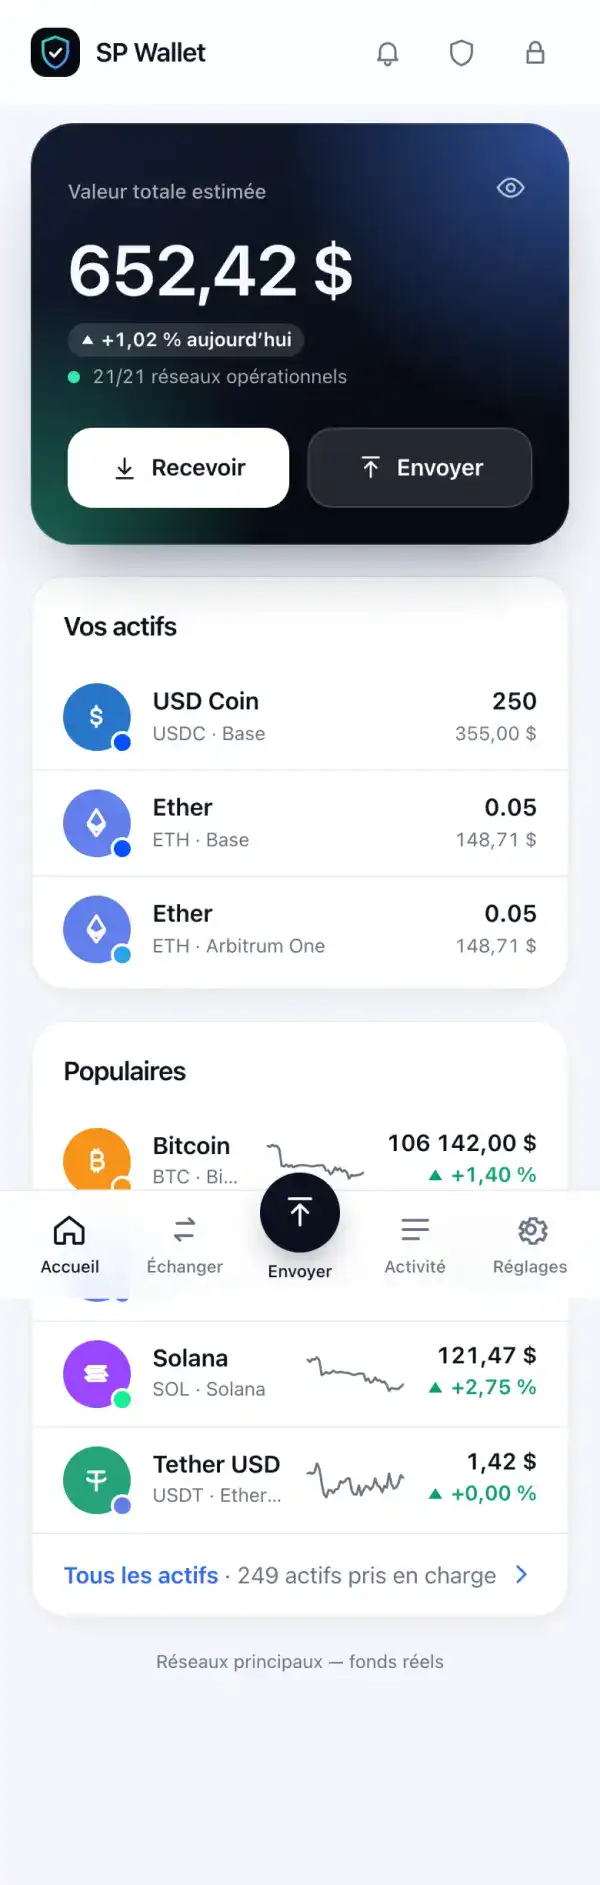 SP Wallet
Valeur totale estimée
652,42 $
▲ +1,02 % aujourd’hui
21/21 réseaux opérationnels
Recevoir
Envoyer
Vos actifs
USD Coin 250
USDC · Base 355,00 $
Ether 0.05
ETH · Base 148,71 $
Ether 0.05
ETH · Arbitrum One 148,71 $
Populaires
Bitcoin 106 142,00 $
BTC · Bi... ▲ +1,40 %
Accueil
Échanger
Envoyer
Activité
Réglages
Solana 121,47 $
SOL · Solana ▲ +2,75 %
Tether USD 1,42 $
USDT · Ether... ▲ +0,00 %
Tous les actifs · 249 actifs pris en charge
Réseaux principaux — fonds réels